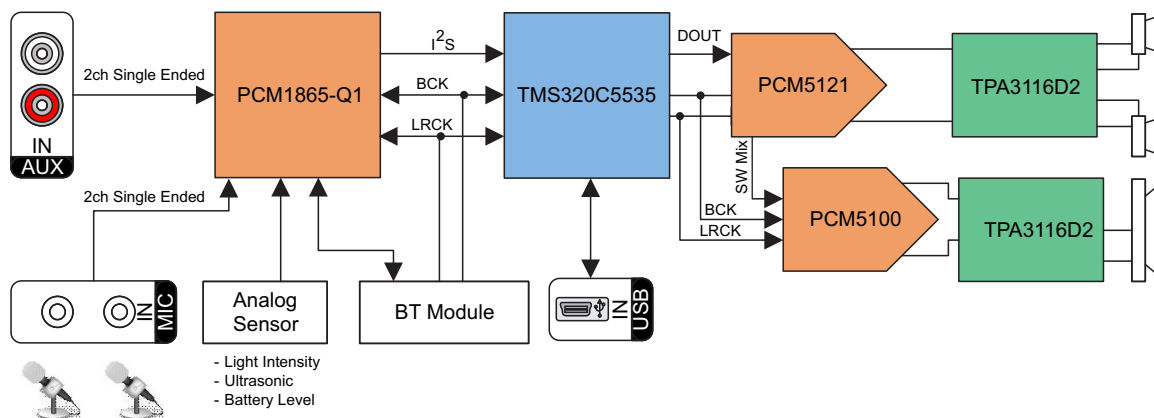 IN
AUX
2ch Single Ended
PCM1865-Q1
I²S
BCK
LRCK
TMS320C5535
DOUT
PCM5121
TPA3116D2
SW Mix
BCK
LRCK
PCM5100
TPA3116D2
2ch Single Ended
IN
MIC
Analog
Sensor
BT Module
IN
USB
- Light Intensity
- Ultrasonic
- Battery Level